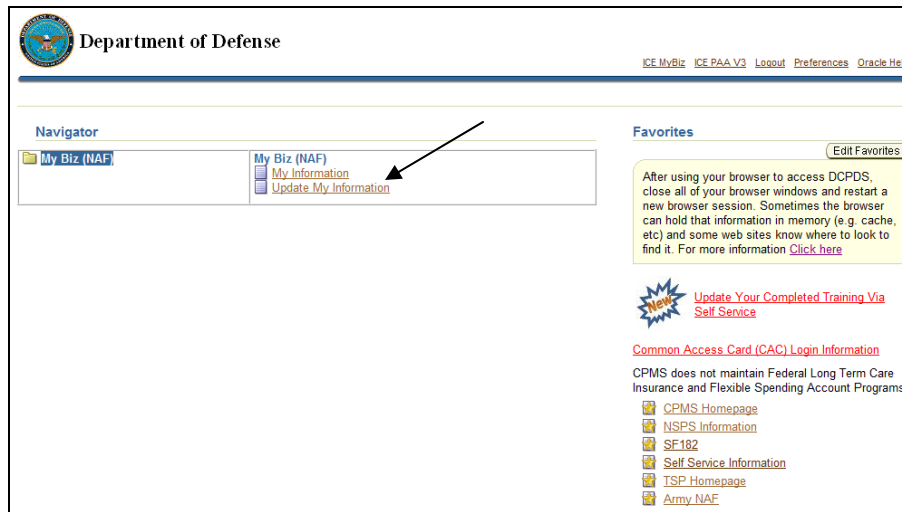 Department of Defense
ICE MyBiz ICE PAA V3 Logout Preferences Oracle He
Navigator
My Biz (NAF)
My Biz (NAF)
My Information
Update My Information
Favorites
Edit Favorites
After using your browser to access DCPDS,
close all of your browser windows and restart a
new browser session. Sometimes the browser
can hold that information in memory (e.g. cache,
etc) and some web sites know where to look to
find it. For more information Click here
New
Update Your Completed Training Via
Self Service
Common Access Card (CAC) Login Information
CPMS does not maintain Federal Long Term Care
Insurance and Flexible Spending Account Programs
CPMS Homepage
NSPS Information
SF182
Self Service Information
TSP Homepage
Army NAF